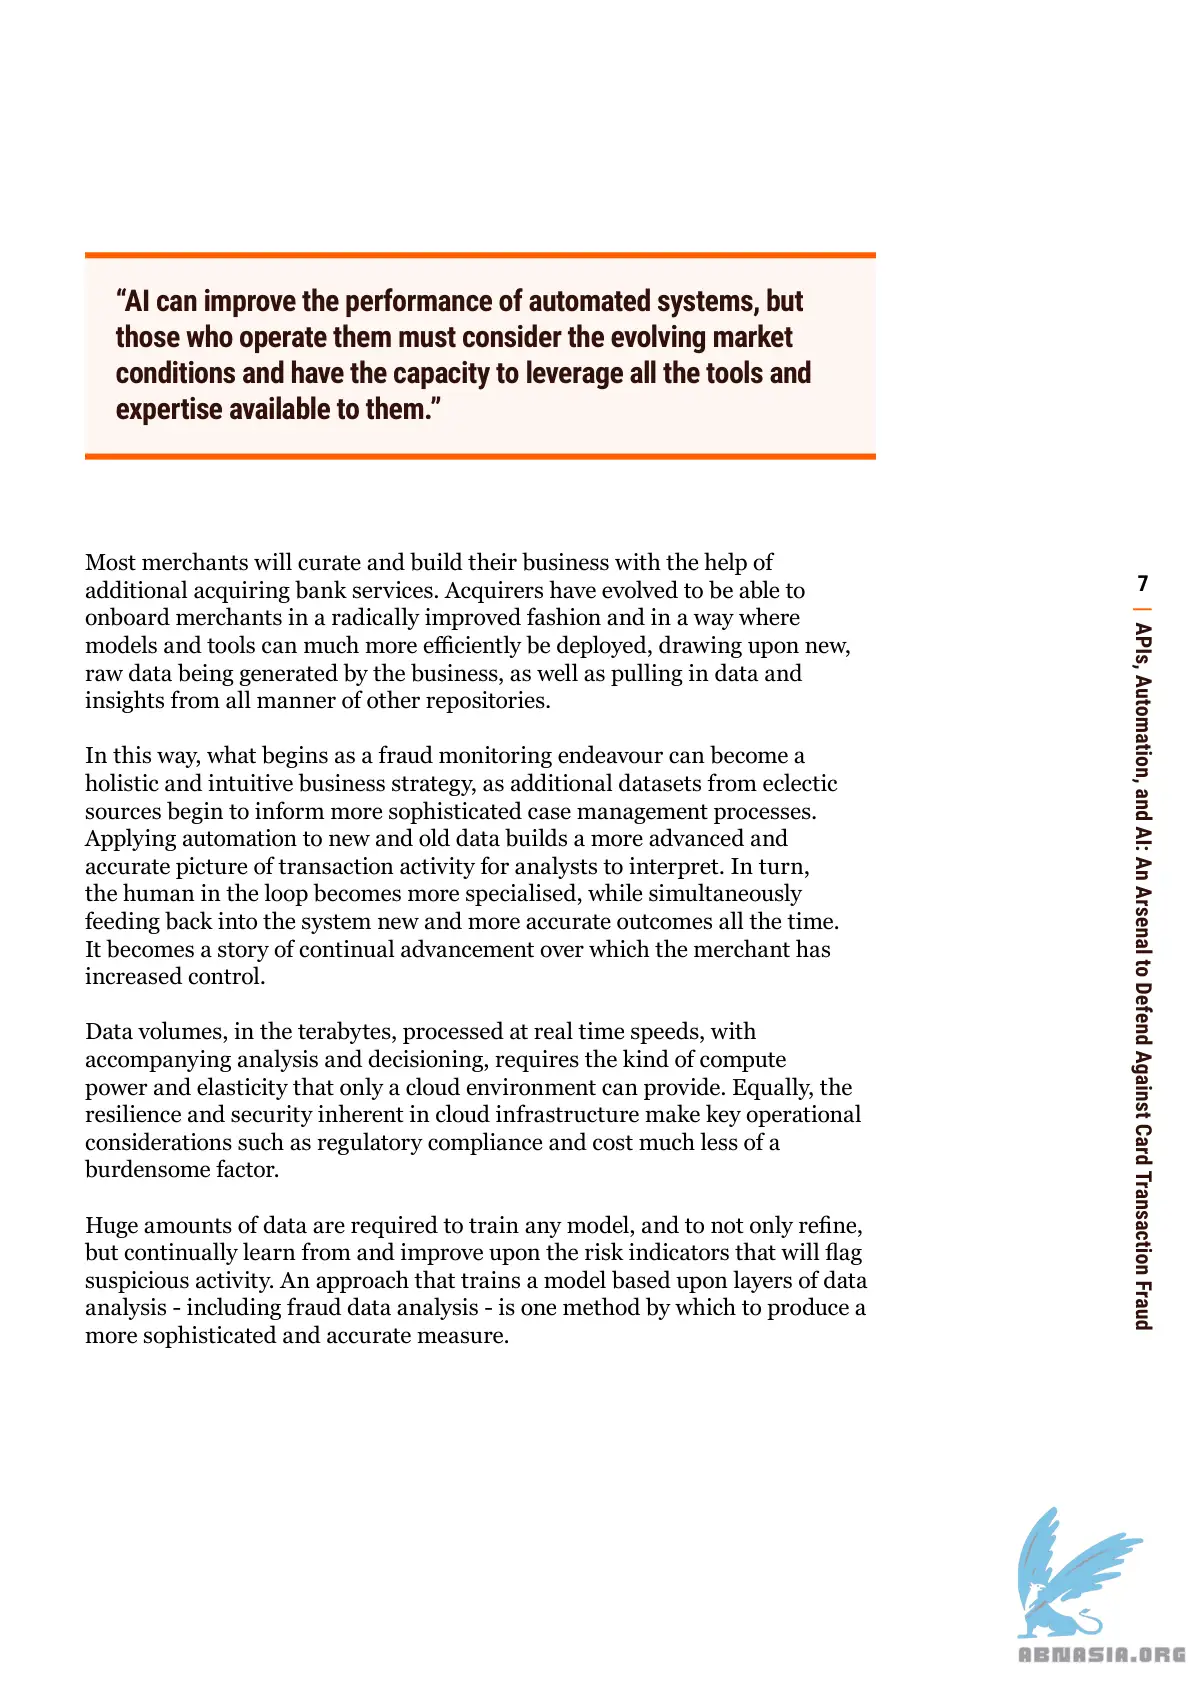 “AI can improve the performance of automated systems, but
those who operate them must consider the evolving market
conditions and have the capacity to leverage all the tools and
expertise available to them.”
Most merchants will curate and build their business with the help of
additional acquiring bank services. Acquirers have evolved to be able to
onboard merchants in a radically improved fashion and in a way where
models and tools can much more efficiently be deployed, drawing upon new,
raw data being generated by the business, as well as pulling in data and
insights from all manner of other repositories.
In this way, what begins as a fraud monitoring endeavour can become a
holistic and intuitive business strategy, as additional datasets from eclectic
sources begin to inform more sophisticated case management processes.
Applying automation to new and old data builds a more advanced and
accurate picture of transaction activity for analysts to interpret. In turn,
the human in the loop becomes more specialised, while simultaneously
feeding back into the system new and more accurate outcomes all the time.
It becomes a story of continual advancement over which the merchant has
increased control.
Data volumes, in the terabytes, processed at real time speeds, with
accompanying analysis and decisioning, requires the kind of compute
power and elasticity that only a cloud environment can provide. Equally, the
resilience and security inherent in cloud infrastructure make key operational
considerations such as regulatory compliance and cost much less of a
burdensome factor.
Huge amounts of data are required to train any model, and to not only refine,
but continually learn from and improve upon the risk indicators that will flag
suspicious activity. An approach that trains a model based upon layers of data
analysis - including fraud data analysis - is one method by which to produce a
more sophisticated and accurate measure.
7
APIs, Automation, and AI: An Arsenal to Defend Against Card Transaction Fraud
ABNASIA.ORG